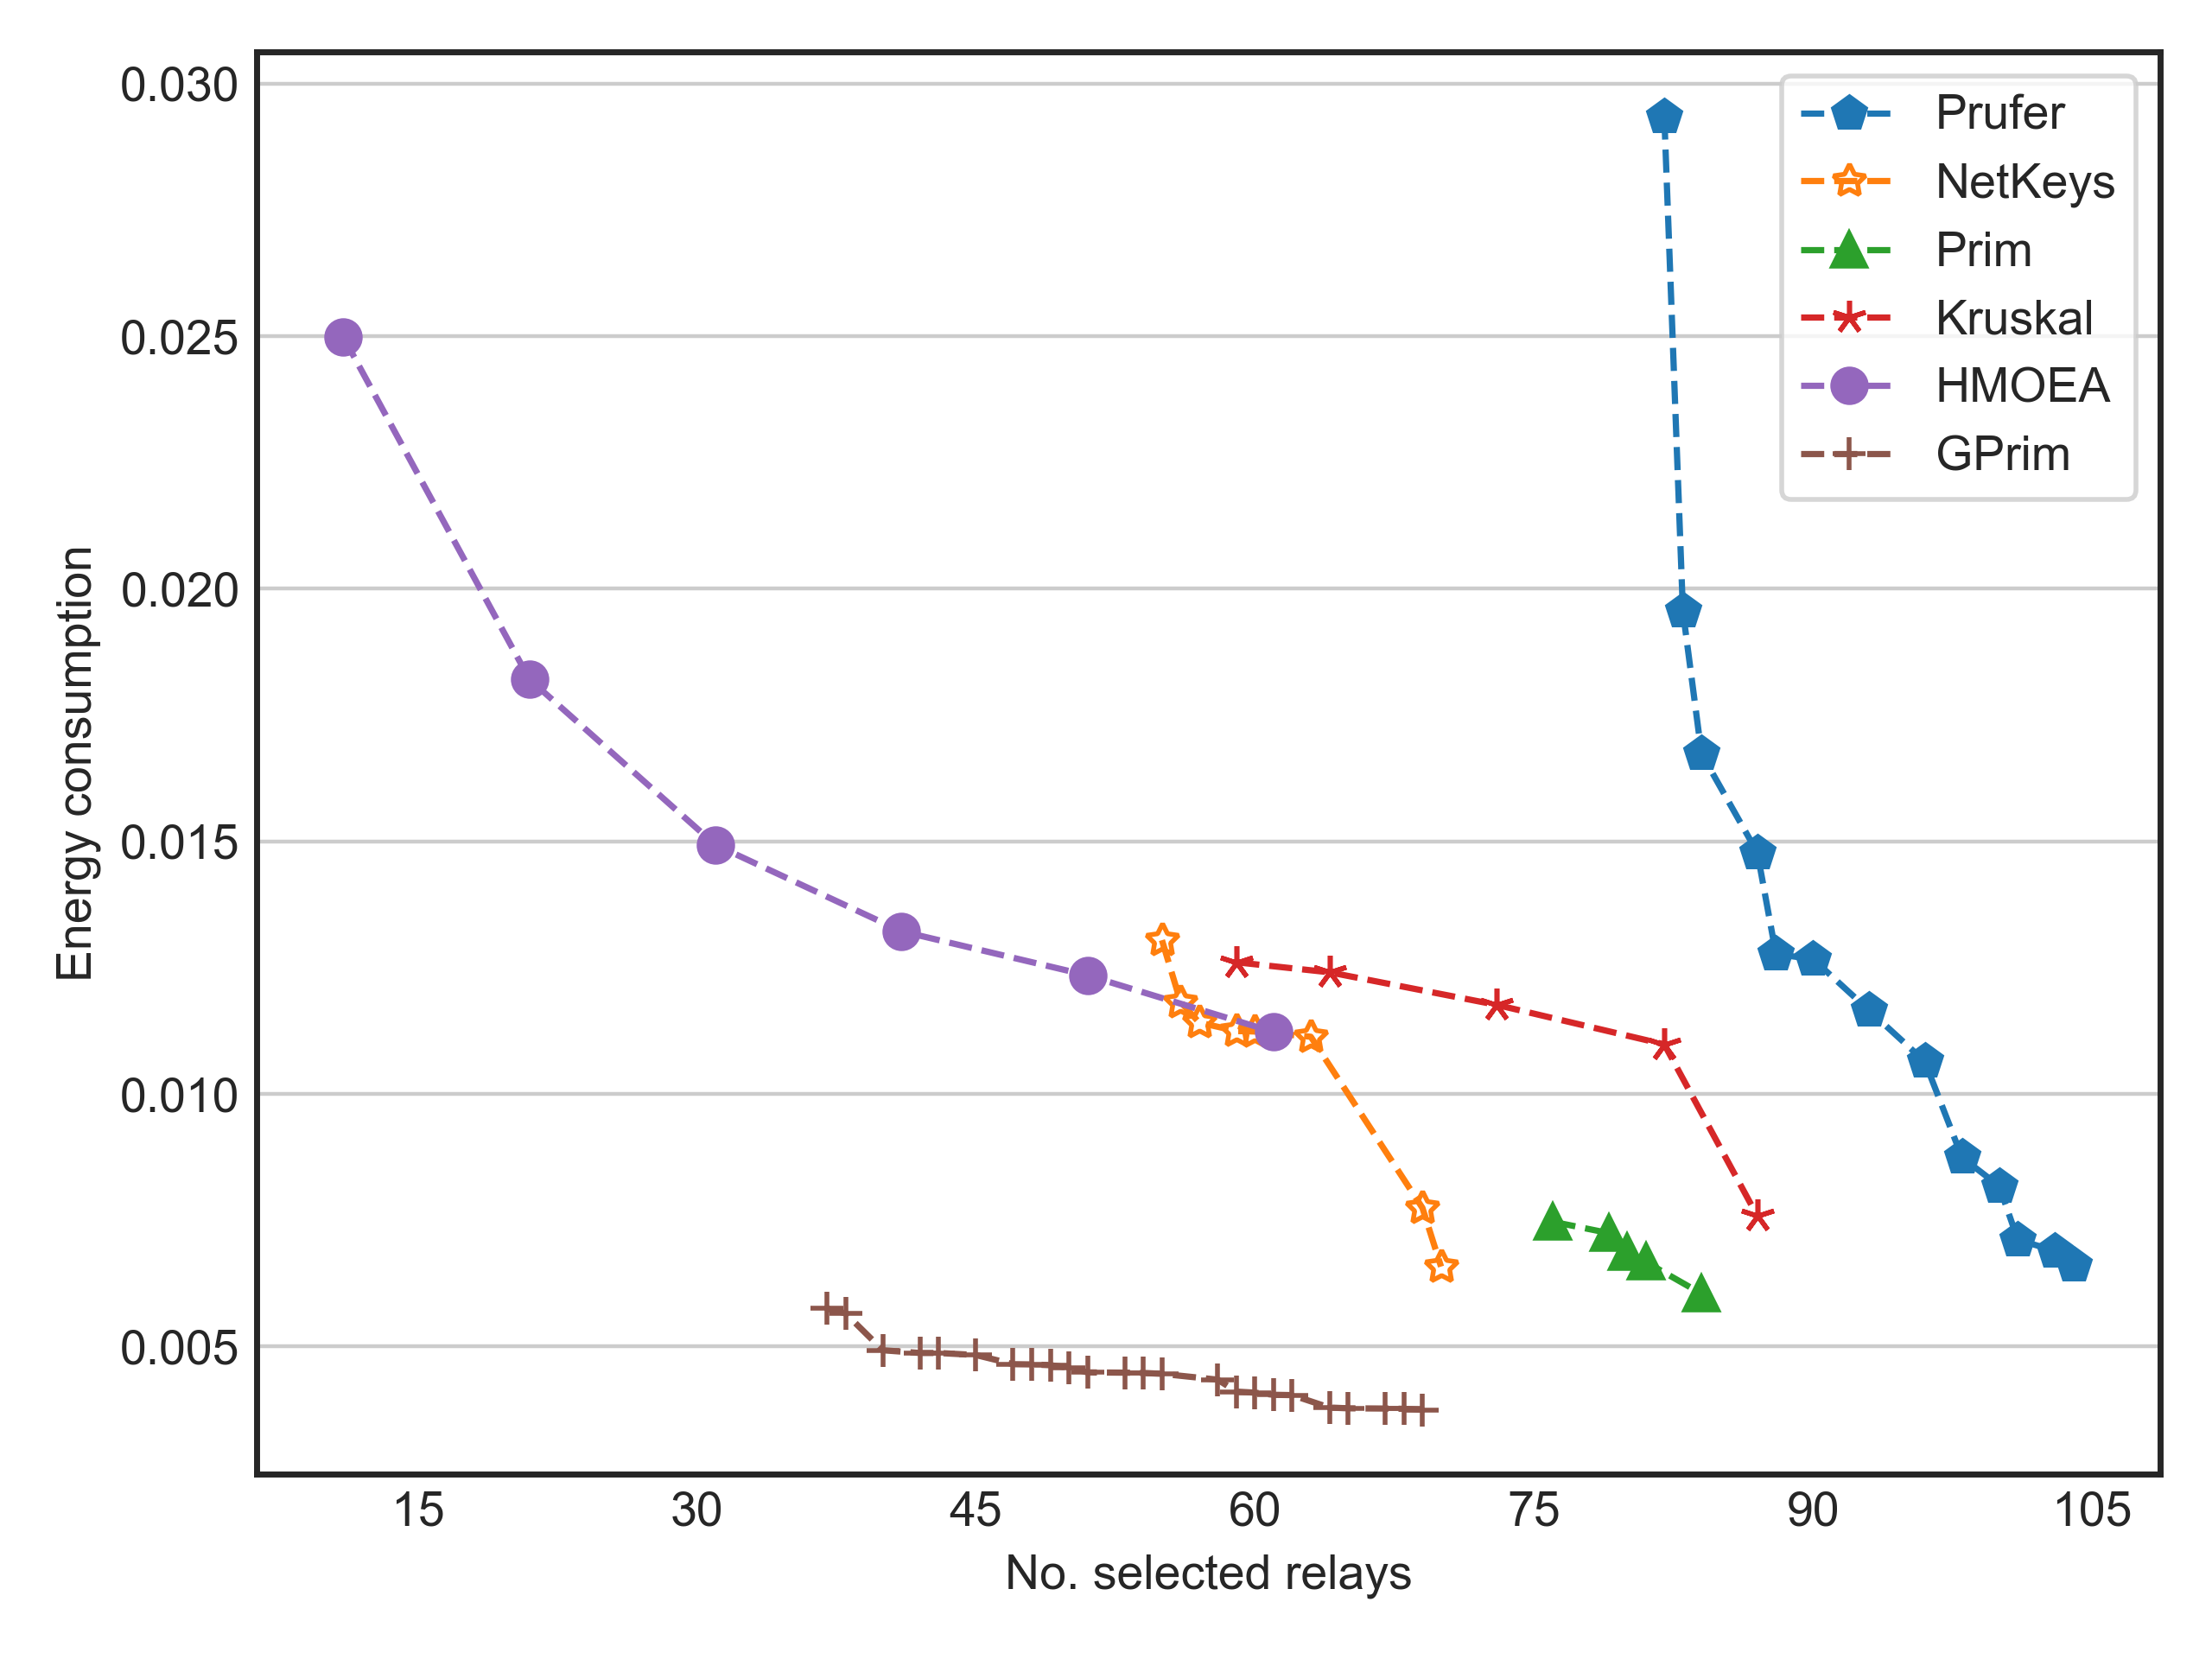 0.030
0.025
0.020
0.015
0.010
0.005
Energy consumption
15 30 45 60 75 90 105
No. selected relays
Prufer
NetKeys
Prim
Kruskal
HMOEA
GPrim